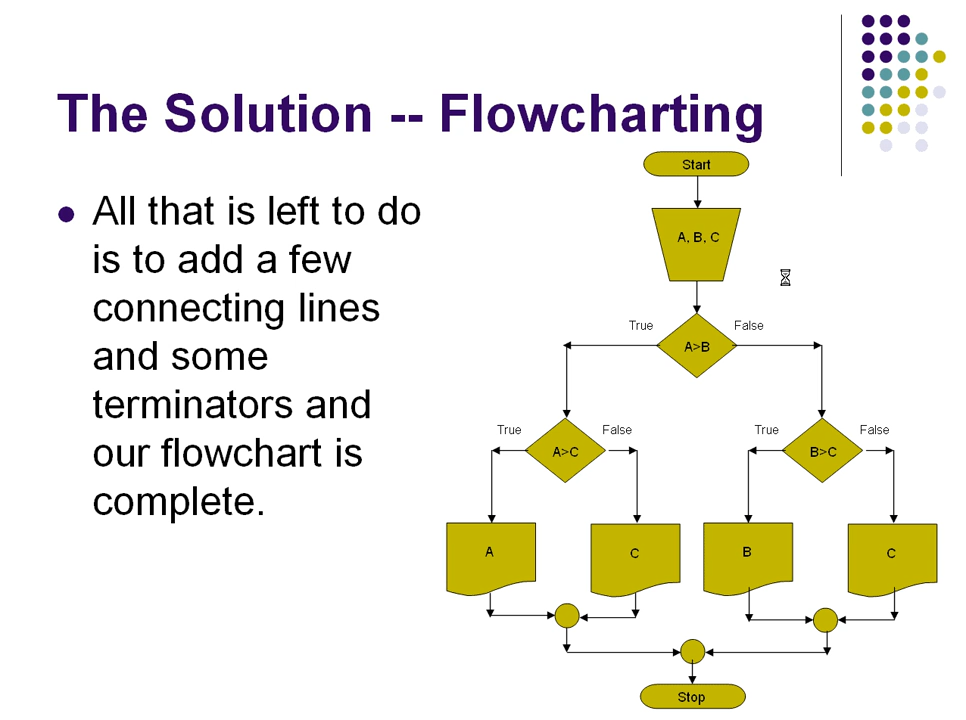 The Solution -- Flowcharting
All that is left to do
is to add a few
connecting lines
and some
terminators and
our flowchart is
complete.
Start
A, B, C
True
False
A>B
True
False
True
False
A>C
B>C
A
C
B
C
Stop